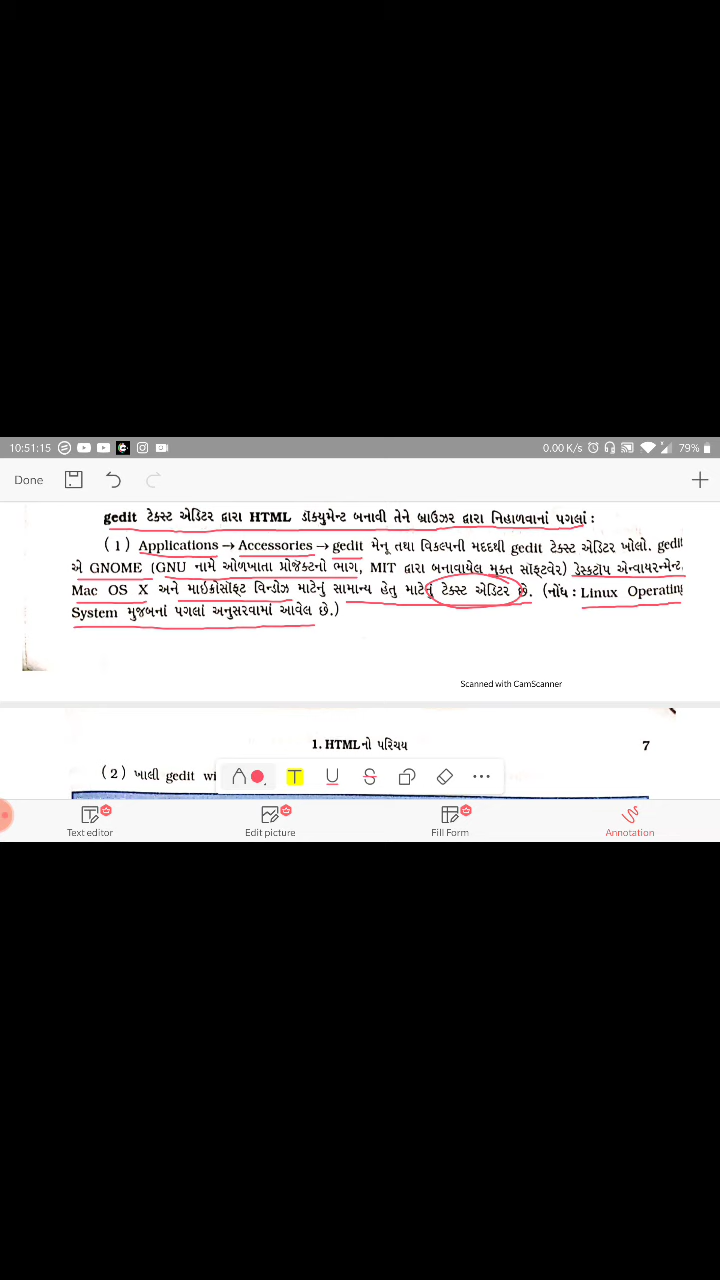 10:51:15 0.00 K/s 79%
Done
gedit ટેક્સ્ટ એડિટર દ્વારા HTML ડૉક્યુમેન્ટ બનાવી તેને બ્રાઉઝર દ્વારા નિહાળવાનાં પગલાં :
( 1 ) Applications → Accessories → gedit મેનૂ તથા વિકલ્પની મદદથી gedit ટેક્સ્ટ એડિટર ખોલો. gedit
એ GNOME (GNU નામે ઓળખાતા પ્રોજેક્ટનો ભાગ, MIT દ્વારા બનાવાયેલ મુક્ત સૉફ્ટવેર) ડેસ્કટૉપ એન્વાયરન્મેન્ટ,
Mac OS X અને માઇક્રોસૉફ્ટ વિન્ડોઝ માટેનું સામાન્ય હેતુ માટેનું ટેક્સ્ટ એડિટર છે. (નોંધ : Linux Operating
System મુજબનાં પગલાં અનુસરવામાં આવેલ છે.)
Scanned with CamScanner
1. HTMLનો પરિચય 7
( 2 ) ખાલી gedit wi
Text editor Edit picture Fill Form Annotation